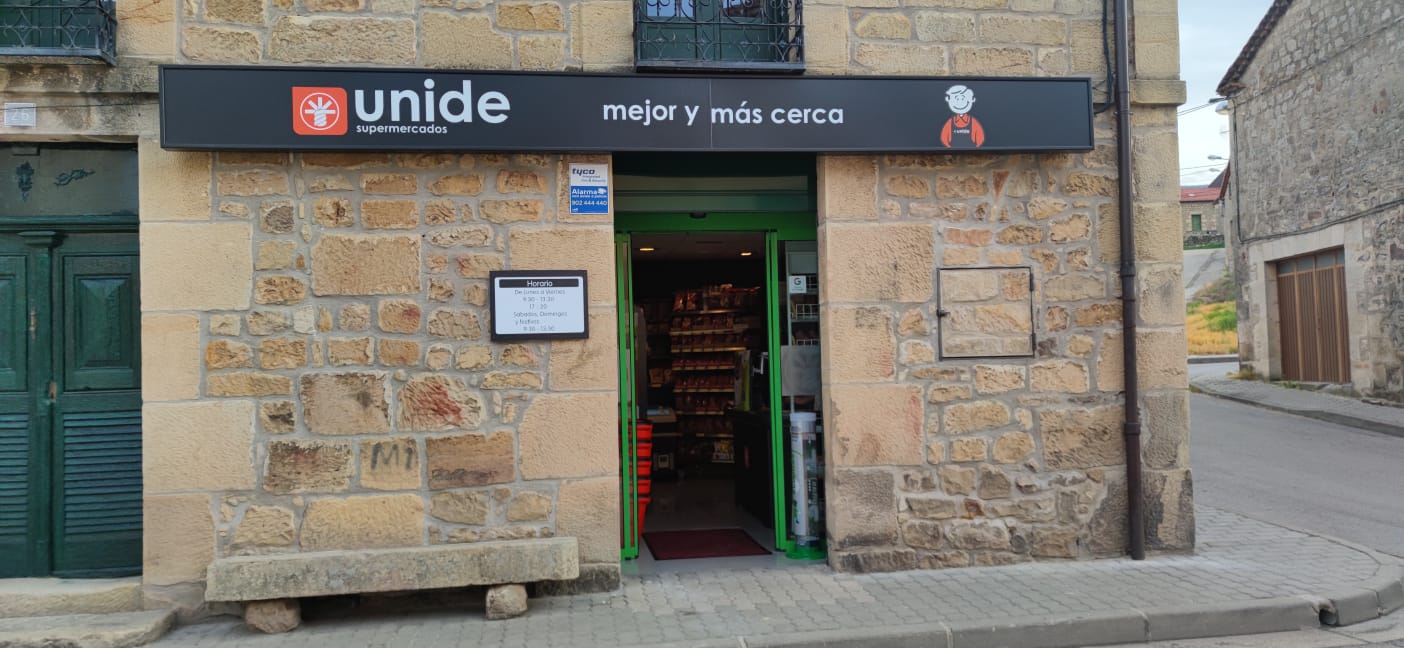 unide
supermercados
mejor y más cerca
26
tyco
Alarma
902 444 440
Horario
De Lunes a Viernes
9:30 - 13:30
17 - 20
Sabados, Domingos
y festivos
9:30 - 13:30